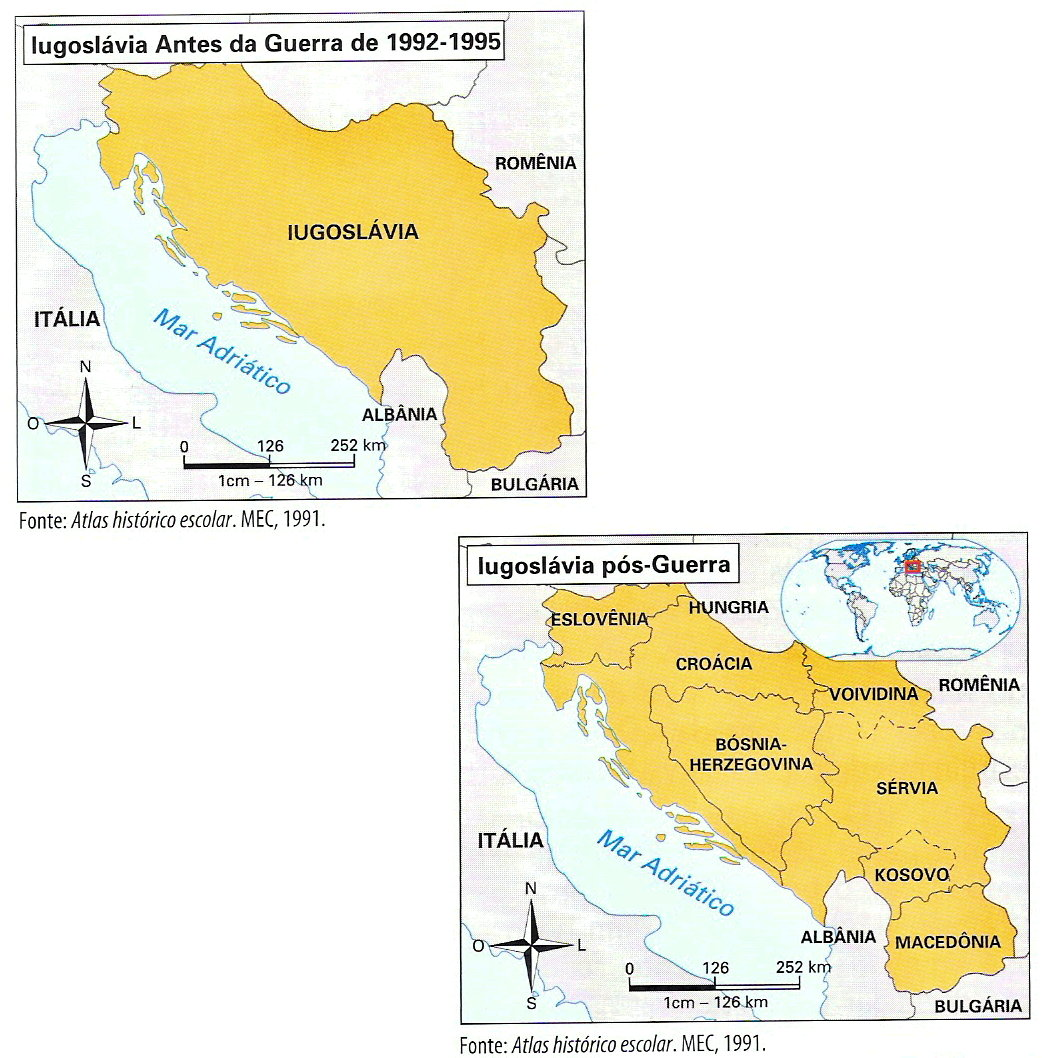 Iugoslávia Antes da Guerra de 1992-1995
ROMÊNIA
IUGOSLÁVIA
ITÁLIA
Mar Adriático
N
O
L
S
ALBÂNIA
0 126 252 km
1cm – 126 km
BULGÁRIA
Fonte: Atlas histórico escolar. MEC, 1991.
Iugoslávia pós-Guerra
HUNGRIA
ESLOVÊNIA
CROÁCIA
VOIVIDINA
ROMÊNIA
BÓSNIA-
HERZEGOVINA
SÉRVIA
ITÁLIA
Mar Adriático
KOSOVO
N
O
L
S
ALBÂNIA
MACEDÔNIA
0 126 252 km
1cm – 126 km
BULGÁRIA
Fonte: Atlas histórico escolar. MEC, 1991.